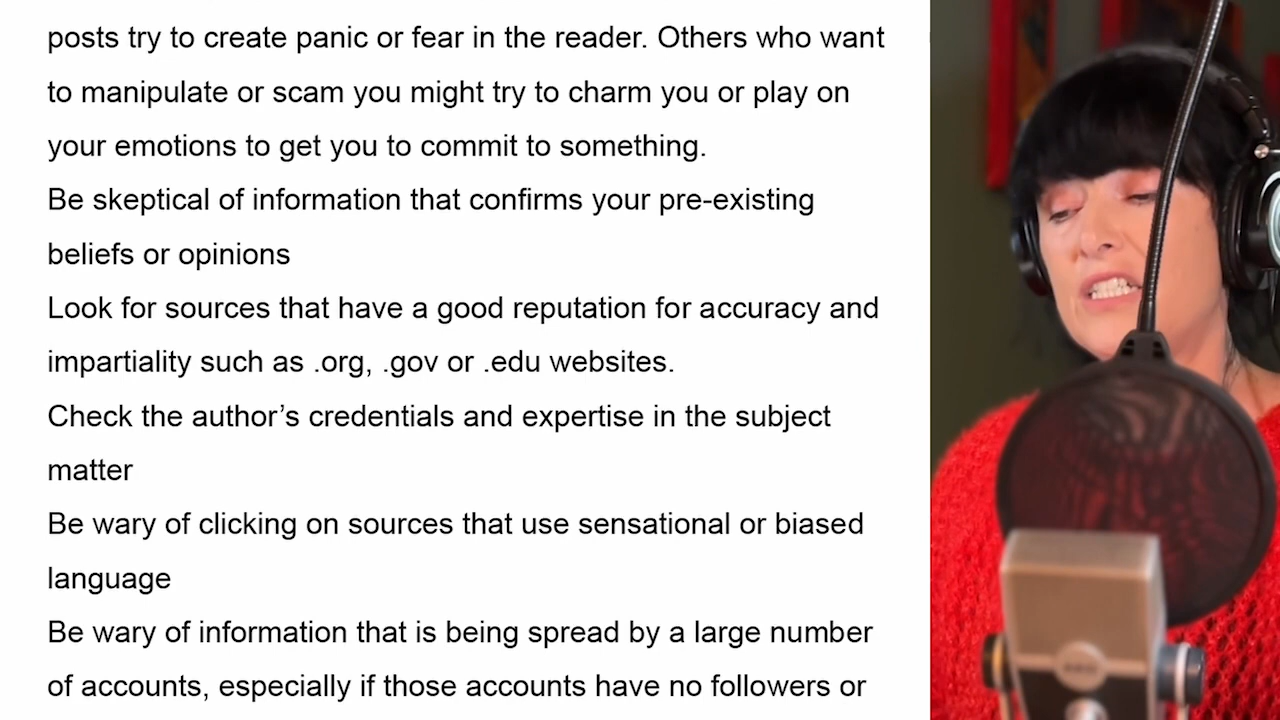 posts try to create panic or fear in the reader. Others who want
to manipulate or scam you might try to charm you or play on
your emotions to get you to commit to something.
Be skeptical of information that confirms your pre-existing
beliefs or opinions
Look for sources that have a good reputation for accuracy and
impartiality such as .org, .gov or .edu websites.
Check the author’s credentials and expertise in the subject
matter
Be wary of clicking on sources that use sensational or biased
language
Be wary of information that is being spread by a large number
of accounts, especially if those accounts have no followers or